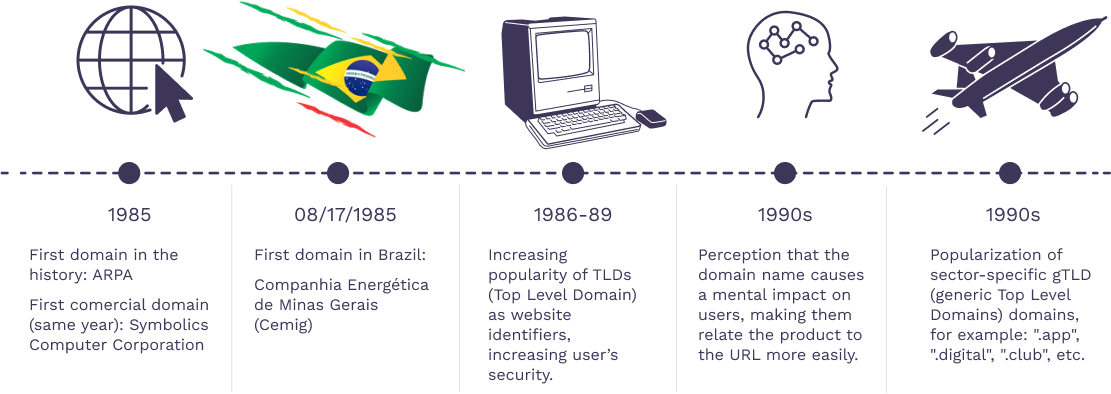 1985
First domain in the
history: ARPA
First comercial domain
(same year): Symbolics
Computer Corporation
08/17/1985
First domain in Brazil:
Companhia Energética
de Minas Gerais
(Cemig)
1986-89
Increasing
popularity of TLDs
(Top Level Domain)
as website
identifiers,
increasing user’s
security.
1990s
Perception that the
domain name causes
a mental impact on
users, making them
relate the product to
the URL more easily.
1990s
Popularization of
sector-specific gTLD
(generic Top Level
Domains) domains,
for example: ".app",
".digital", ".club", etc.